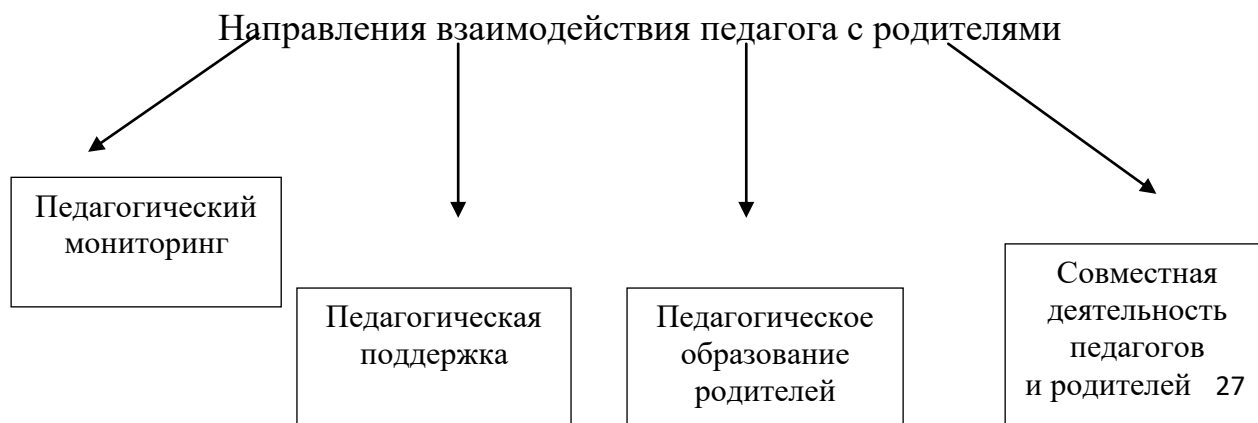 Направления взаимодействия педагога с родителями
Педагогический
мониторинг
Педагогическая
поддержка
Педагогическое
образование
родителей
Совместная
деятельность
педагогов
и родителей 27